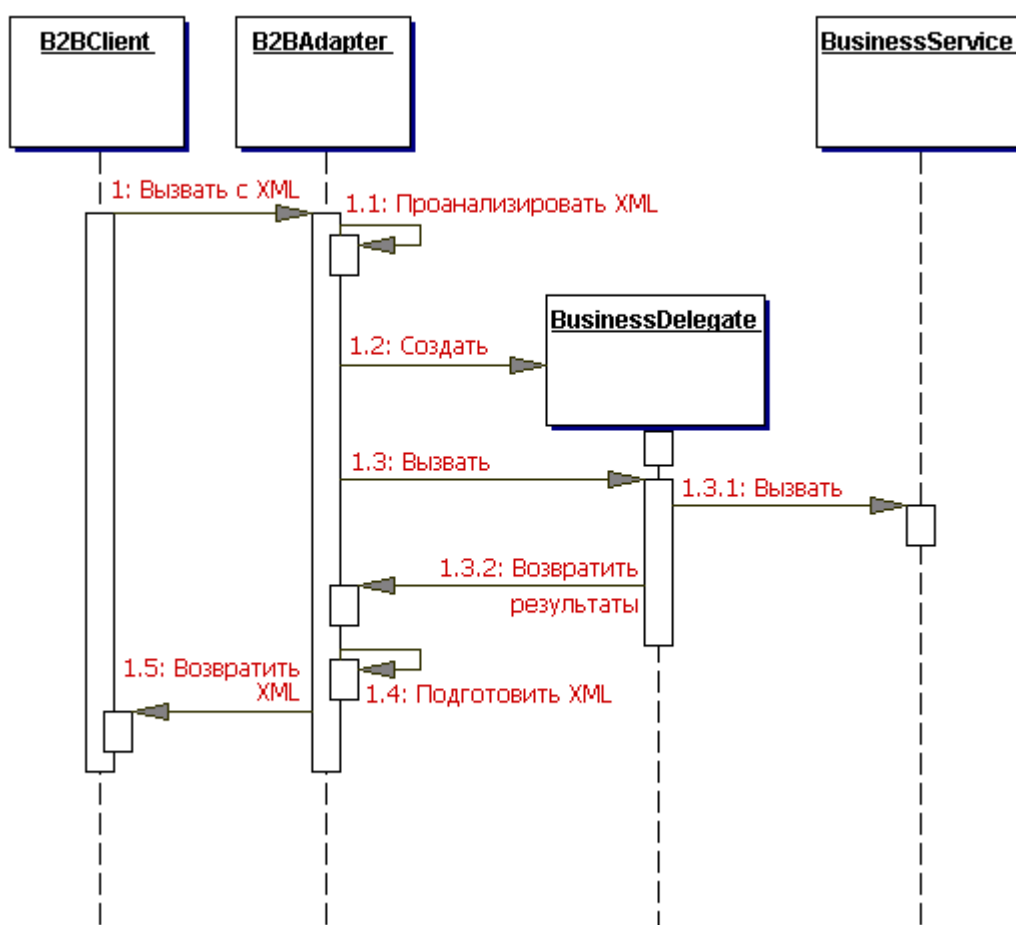 B2BClient
B2BAdapter
BusinessService
1: Вызвать с XML
1.1: Проанализировать XML
BusinessDelegate
1.2: Создать
1.3: Вызвать
1.3.1: Вызвать
1.3.2: Возвратить
результаты
1.5: Возвратить
XML
1.4: Подготовить XML